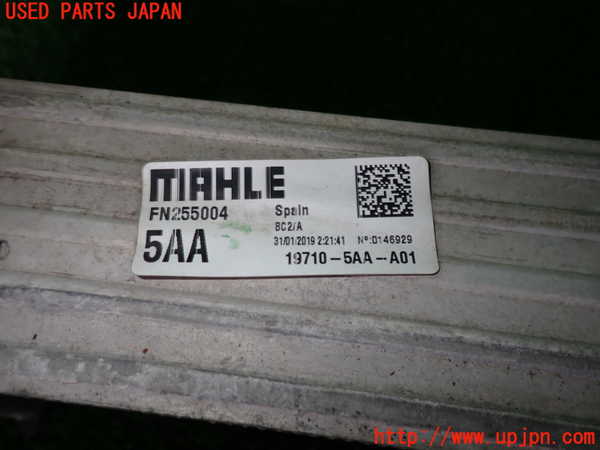 USED PARTS JAPAN
MAHLE
FN255004
Spain
8C2/A
5AA
31/01/2019 2:21:41 Nº:0146929
19710-5AA-A01
http://www.upjpn.com/